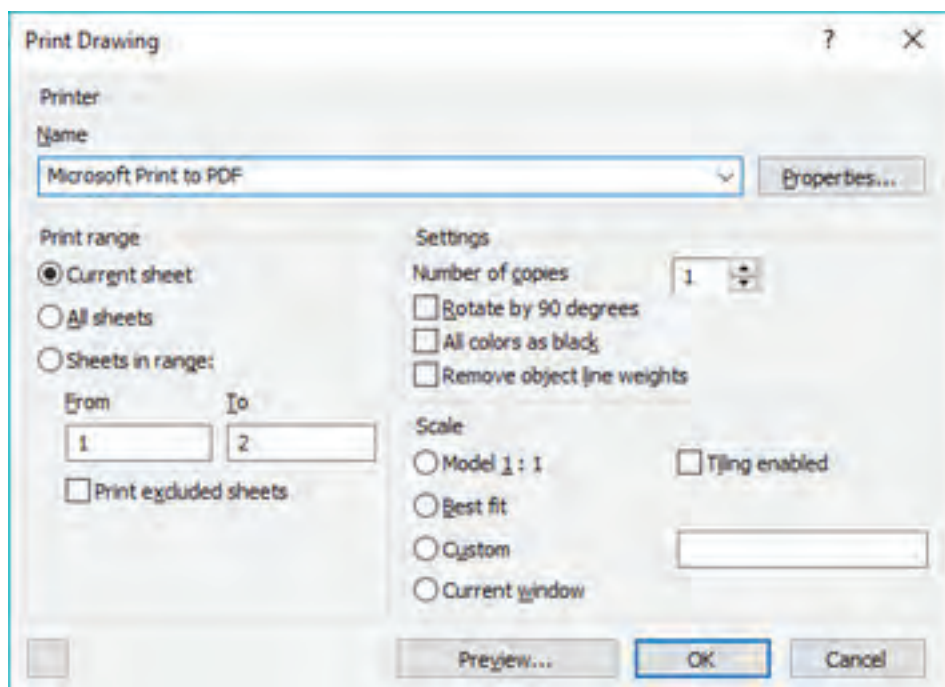 Print Drawing ? ×
Printer
Name
Microsoft Print to PDF
Properties...
Print range
Current sheet
All sheets
Sheets in range:
From To
1 2
Print excluded sheets
Settings
Number of copies 1
Rotate by 90 degrees
All colors as black
Remove object line weights
Scale
Model 1 : 1
Tiling enabled
Best fit
Custom
Current window
Preview... OK Cancel